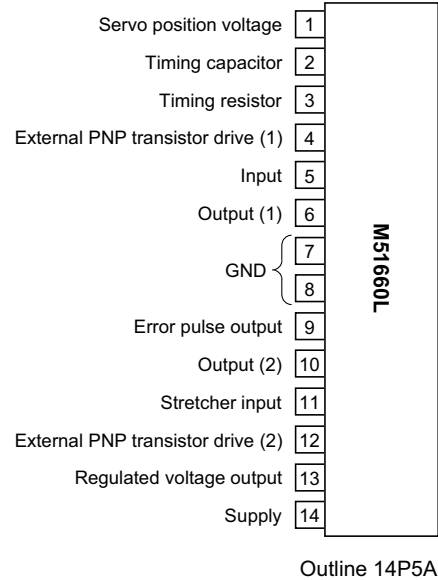 Servo position voltage 1
Timing capacitor 2
Timing resistor 3
External PNP transistor drive (1) 4
Input 5
Output (1) 6
7
GND
8
Error pulse output 9
Output (2) 10
Stretcher input 11
External PNP transistor drive (2) 12
Regulated voltage output 13
Supply 14
M51660L
Outline 14P5A